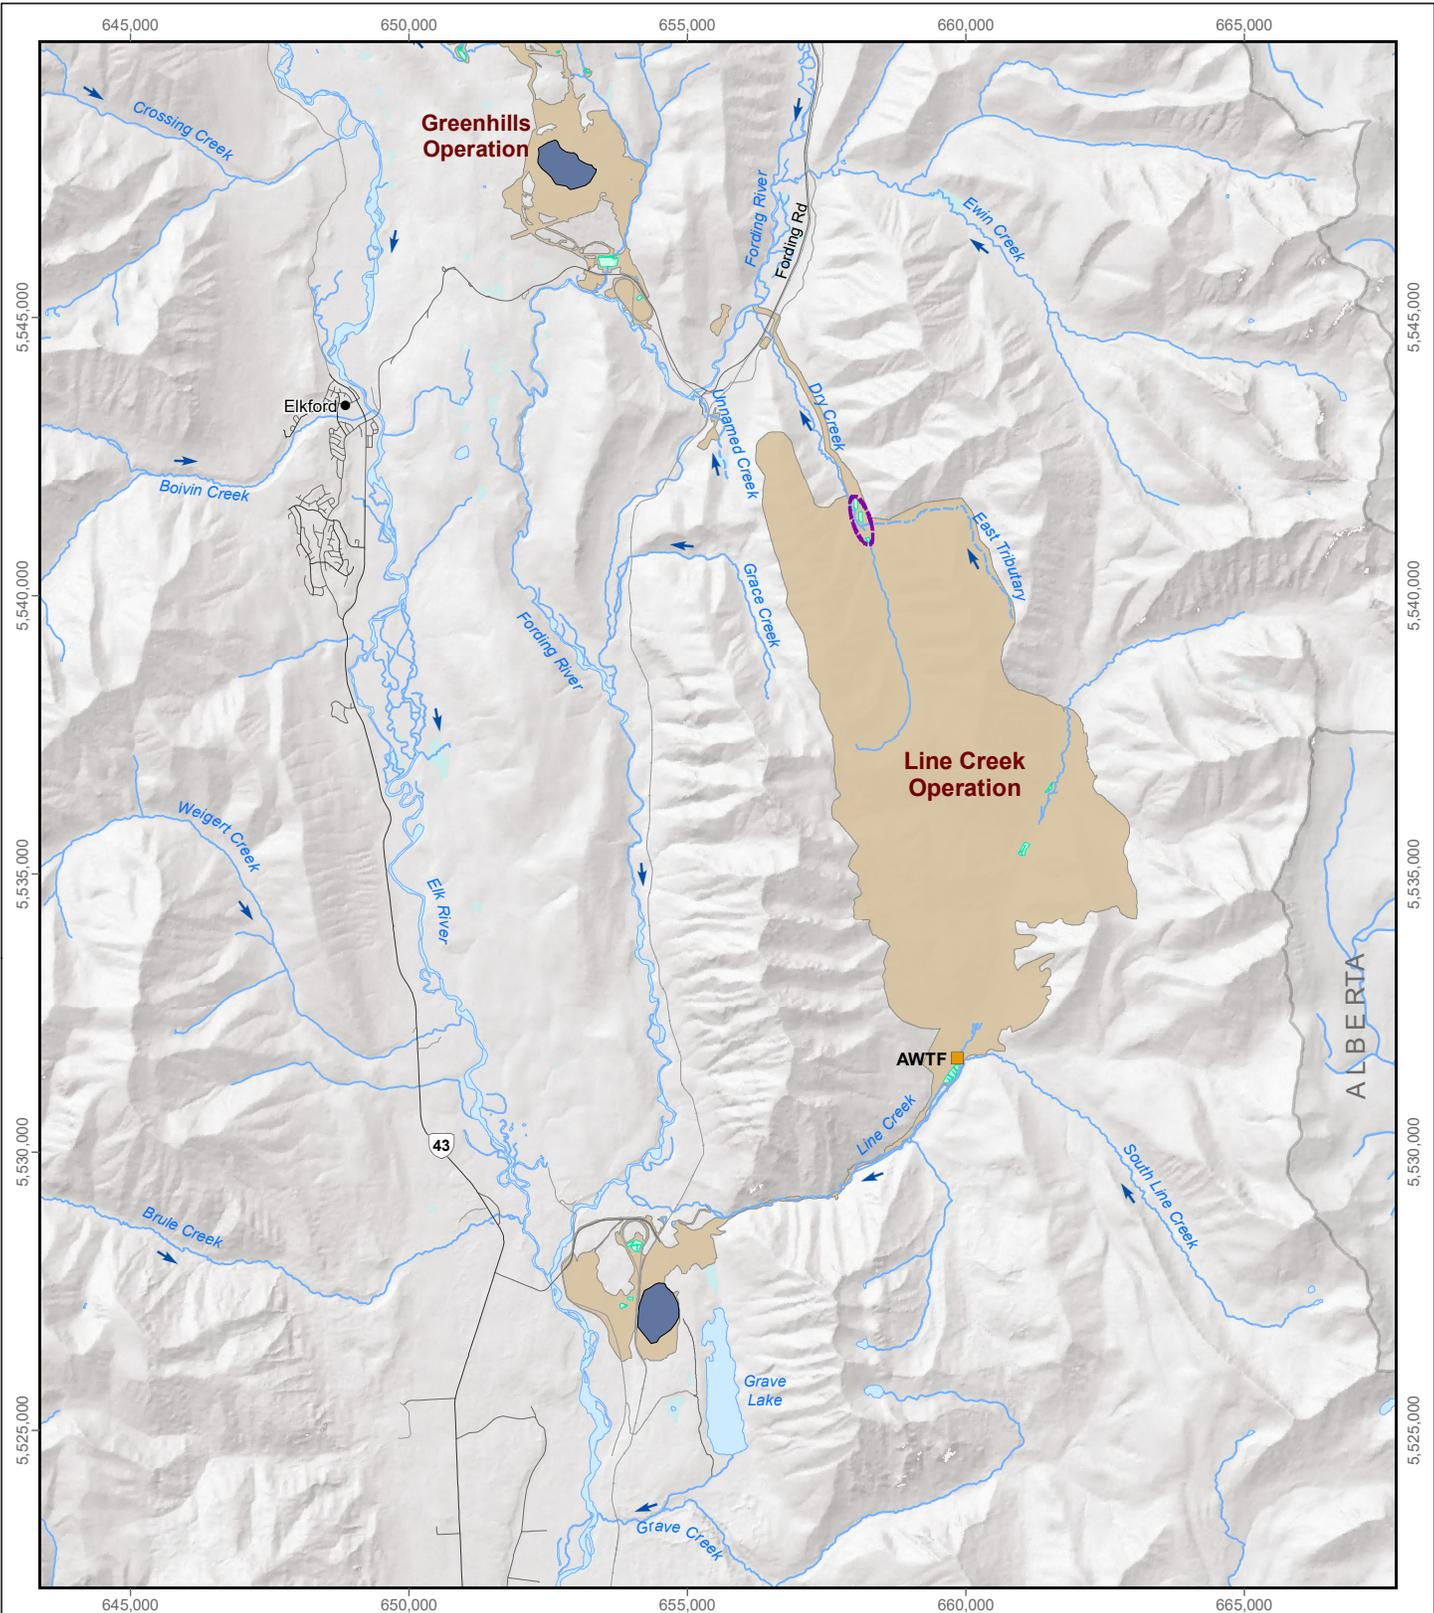 645,000
650,000
655,000
660,000
665,000
Crossing Creek
Greenhills
Operation
Fording River
Fording Rd
Ewin Creek
5,545,000
5,545,000
Elkford
Dry Creek
Unnamed Creek
Boivin Creek
East Tributary
5,540,000
5,540,000
Grace Creek
Fording River
Line Creek
Operation
Weigert Creek
5,535,000
5,535,000
Elk River
ALBERTA
AWTF
Line Creek
43
5,530,000
5,530,000
South Line Creek
Brule Creek
Grave
Lake
5,525,000
5,525,000
Grave Creek
645,000
650,000
655,000
660,000
665,000